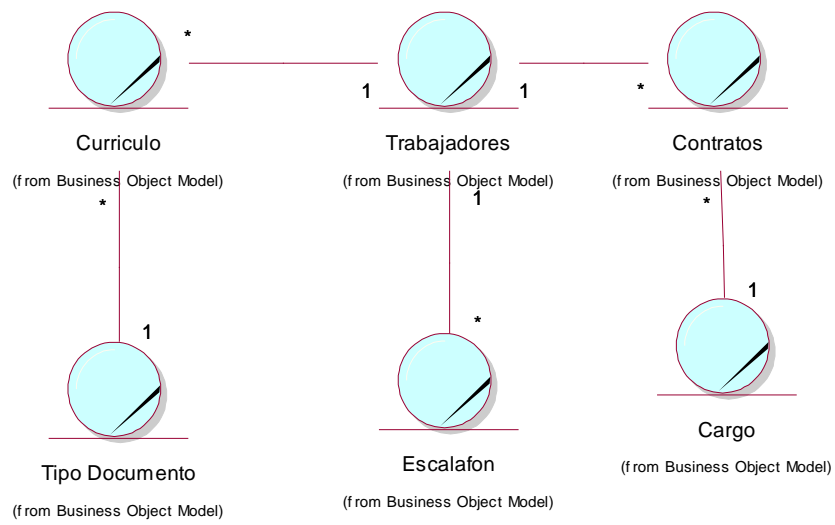 *
1
1
*
Curriculo
Trabajadores
Contratos
(from Business Object Model)
(from Business Object Model)
(from Business Object Model)
*
1
*
1
*
1
Tipo Documento
Escalafon
Cargo
(from Business Object Model)
(from Business Object Model)
(from Business Object Model)